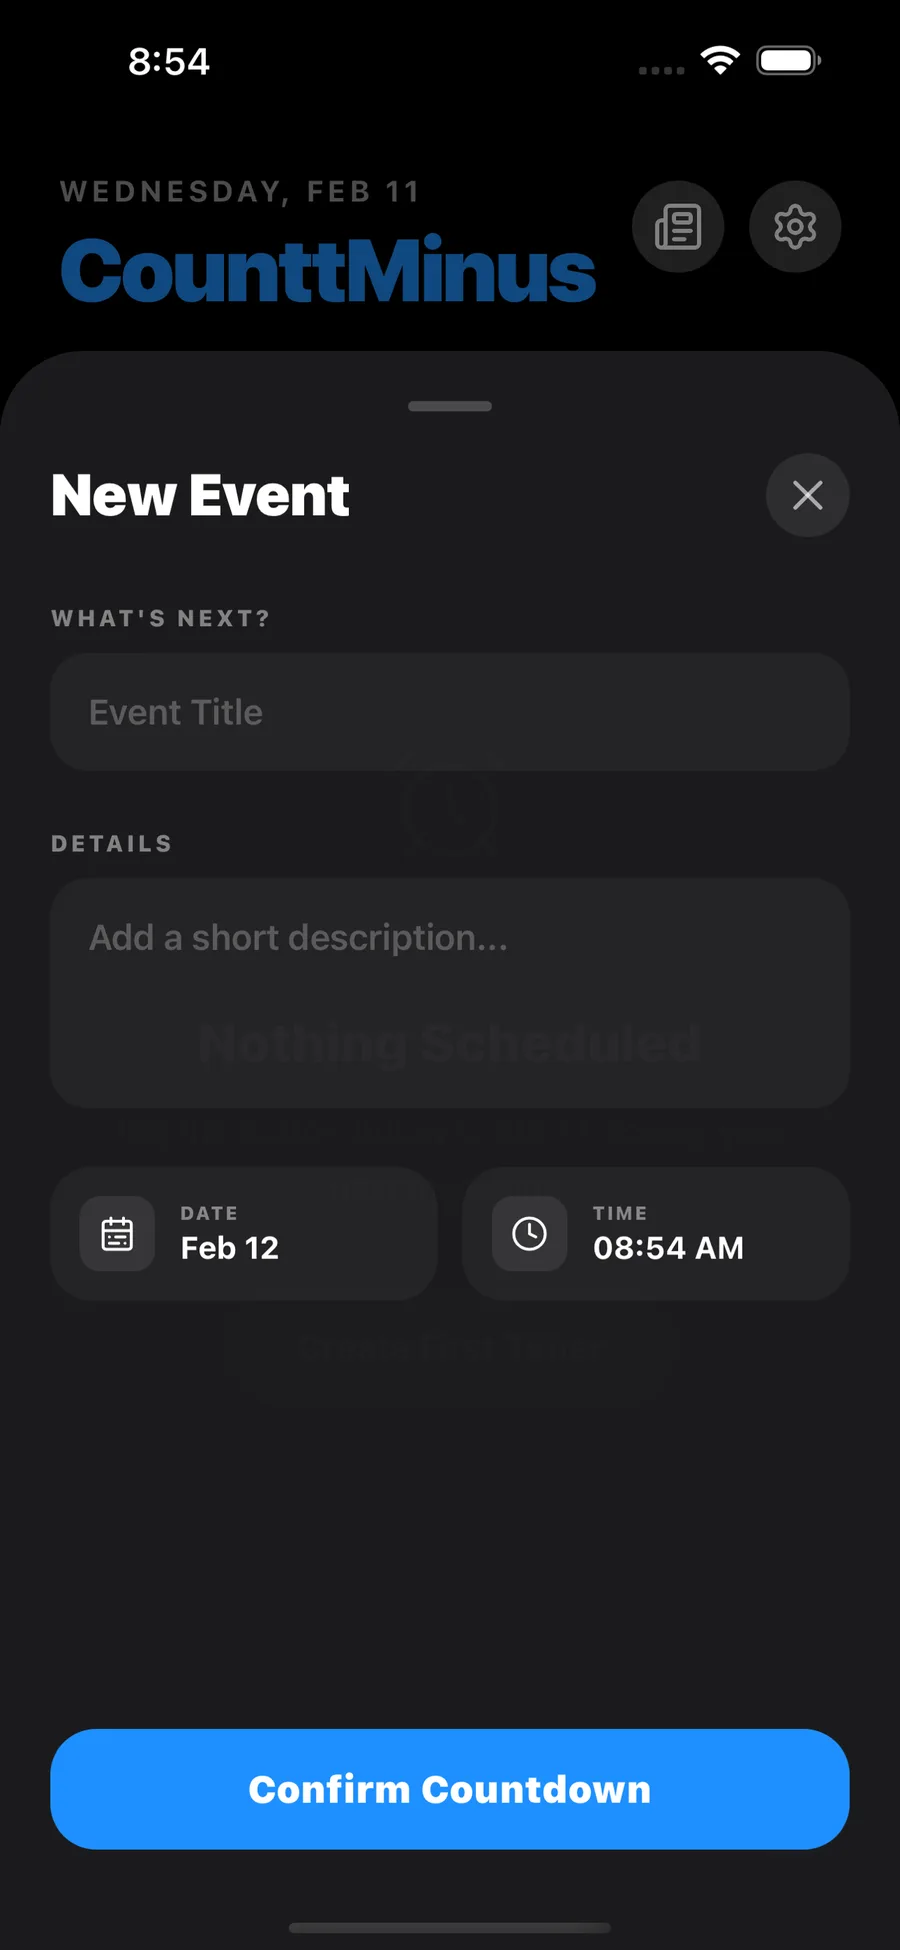 8:54
WEDNESDAY, FEB 11
CounttMinus
New Event
WHAT'S NEXT?
Event Title
DETAILS
Add a short description...
Nothing Scheduled
DATE
Feb 12
TIME
08:54 AM
Confirm Countdown